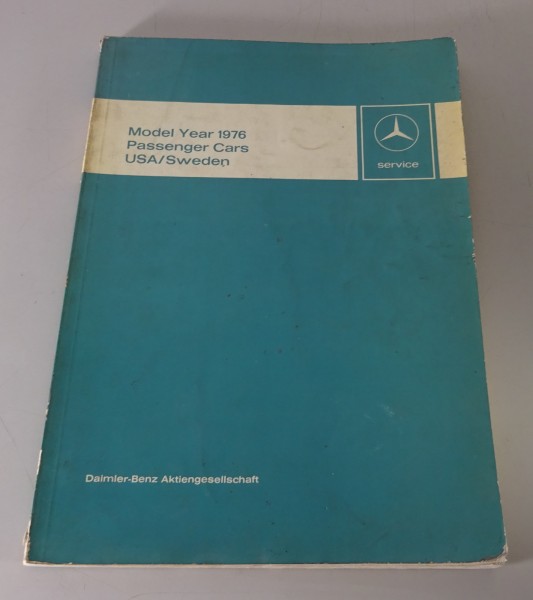 Model Year 1976
Passenger Cars
USA/Sweden
service
Daimler-Benz Aktiengesellschaft